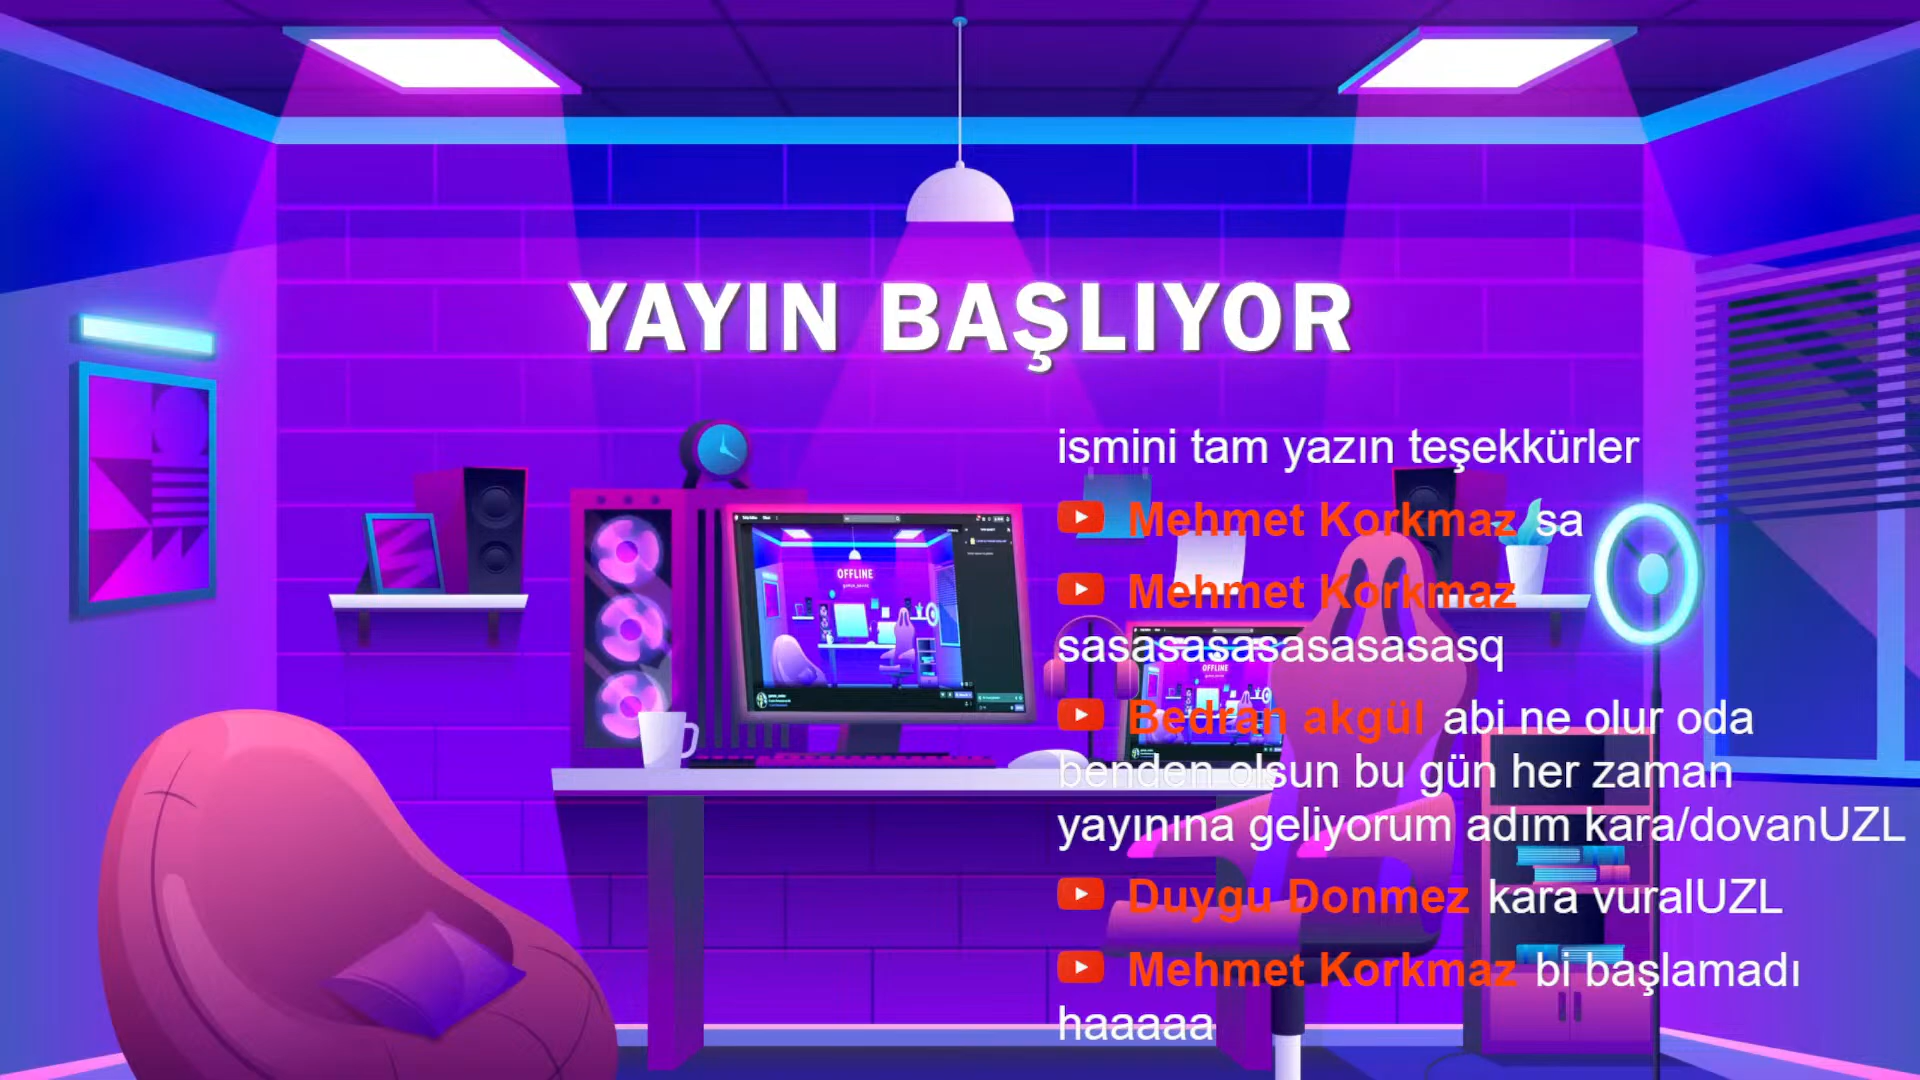 YAYIN BAŞLIYOR
ismini tam yazın teşekkürler
Mehmet Korkmaz sa
Mehmet Korkmaz
sasasasasasasasasq
Bedran akgül abi ne olur oda
benden olsun bu gün her zaman
yayınına geliyorum adım kara/dovanUZL
Duygu Donmez kara vuralUZL
Mehmet Korkmaz bi başlamadı
haaaaa
OFFLINE
OFFLINE